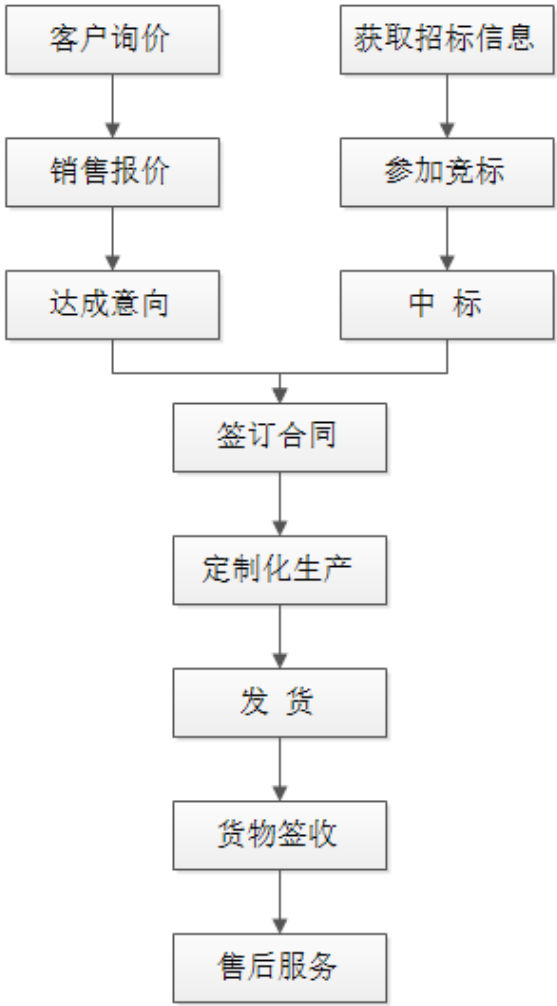 客户询价
获取招标信息
销售报价
参加竞标
达成意向
中 标
签订合同
定制化生产
发 货
货物签收
售后服务